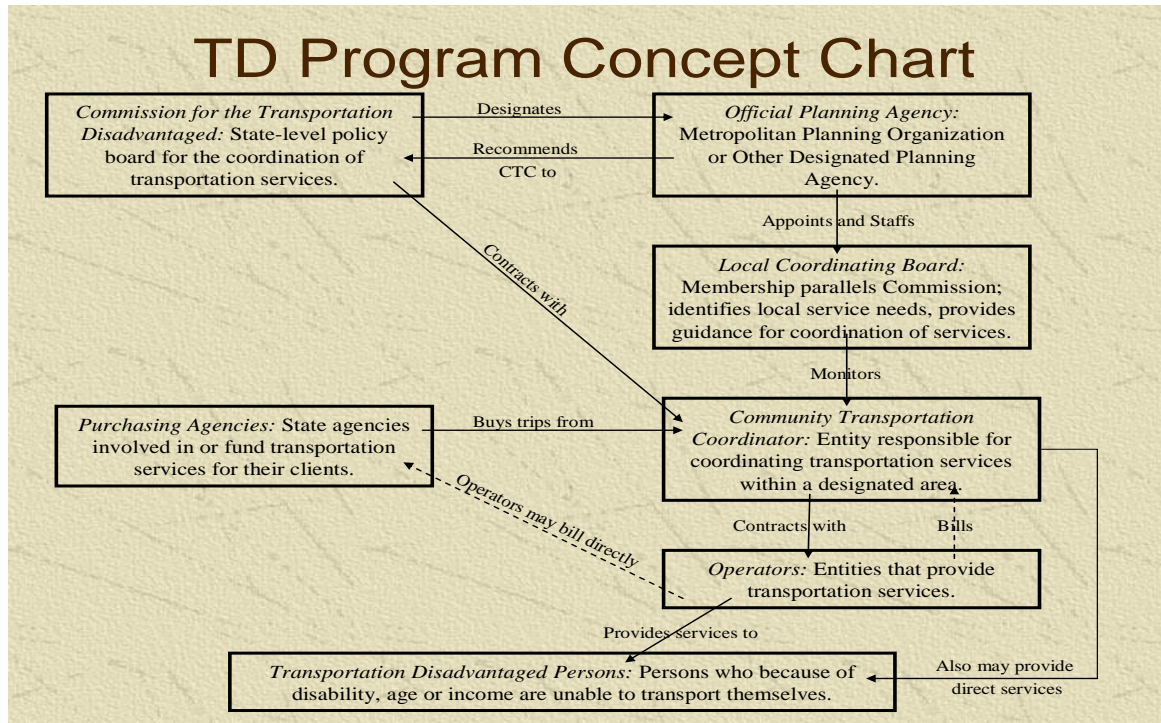 TD Program Concept Chart
Commission for the Transportation
Disadvantaged: State-level policy
board for the coordination of
transportation services.
Designates
Recommends
CTC to
Official Planning Agency:
Metropolitan Planning Organization
or Other Designated Planning
Agency.
Appoints and Staffs
Contracts with
Local Coordinating Board:
Membership parallels Commission;
identifies local service needs, provides
guidance for coordination of services.
Monitors
Purchasing Agencies: State agencies
involved in or fund transportation
services for their clients.
Buys trips from
Community Transportation
Coordinator: Entity responsible for
coordinating transportation services
within a designated area.
Operators may bill directly
Contracts with
Bills
Operators: Entities that provide
transportation services.
Provides services to
Transportation Disadvantaged Persons: Persons who because of
disability, age or income are unable to transport themselves.
Also may provide
direct services